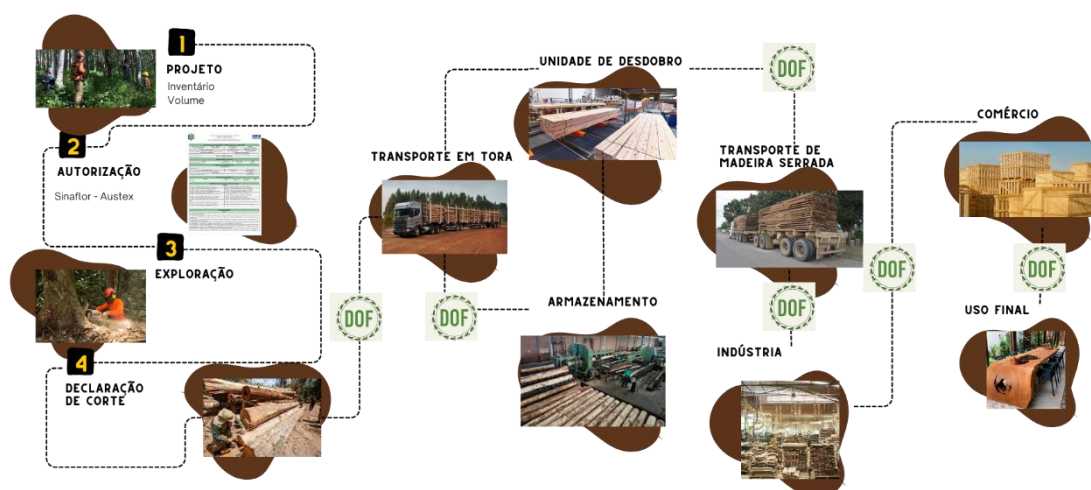 1
PROJETO
Inventário
Volume
2
AUTORIZAÇÃO
Sinaflor - Austex
3
EXPLORAÇÃO
4
DECLARAÇÃO
DE CORTE
DOF
TRANSPORTE EM TORA
DOF
UNIDADE DE DESDOBRO
ARMAZENAMENTO
DOF
TRANSPORTE DE
MADEIRA SERRADA
DOF
INDÚSTRIA
DOF
COMÉRCIO
DOF
USO FINAL